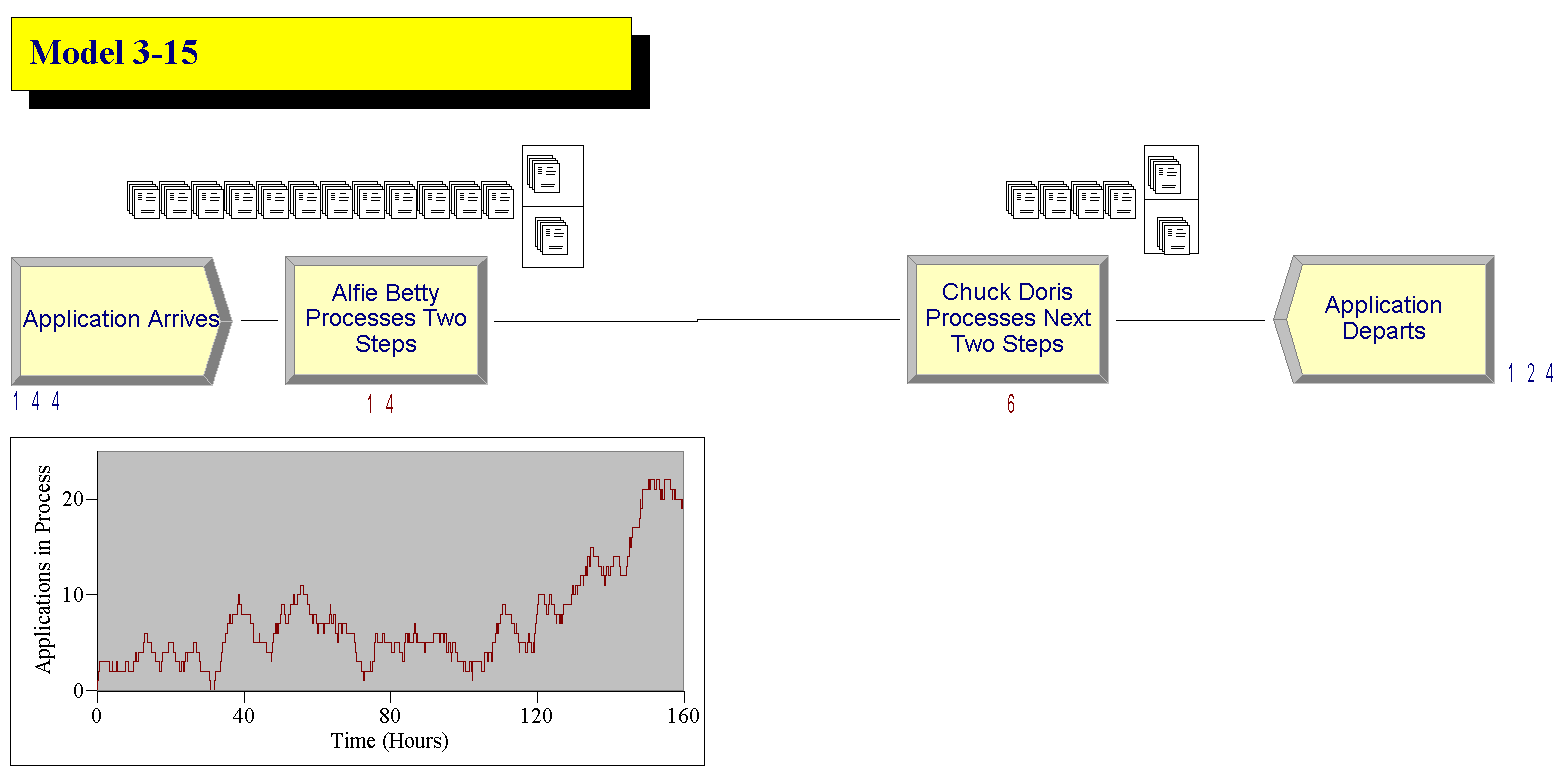 Model 3-15
Application Arrives
Alfie Betty
Processes Two
Steps
Chuck Doris
Processes Next
Two Steps
Application
Departs
1 4 4
1 4
6
1 2 4
Applications in Process
20
10
0
0 40 80 120 160
Time (Hours)